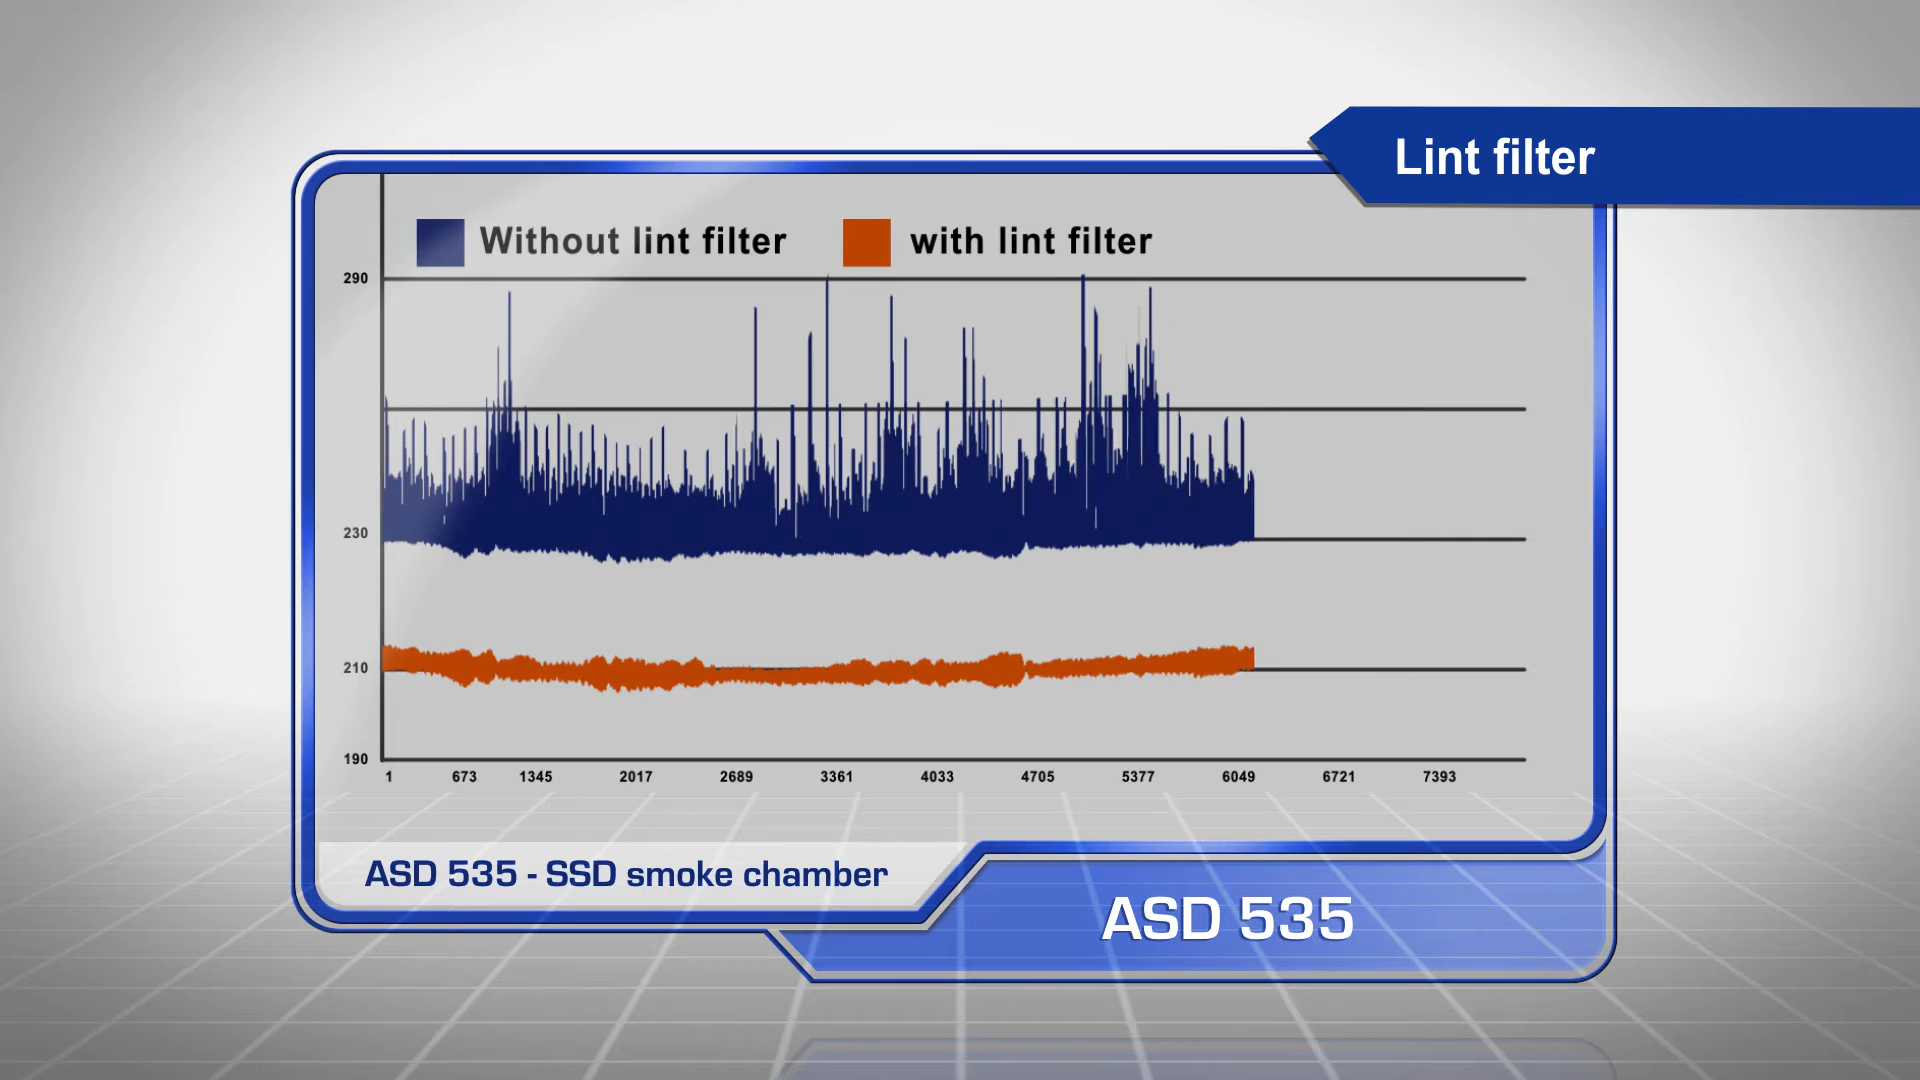 Lint filter
Without lint filter
with lint filter
290
230
210
190
1 673 1345 2017 2689 3361 4033 4705 5377 6049 6721 7393
ASD 535 - SSD smoke chamber
ASD 535